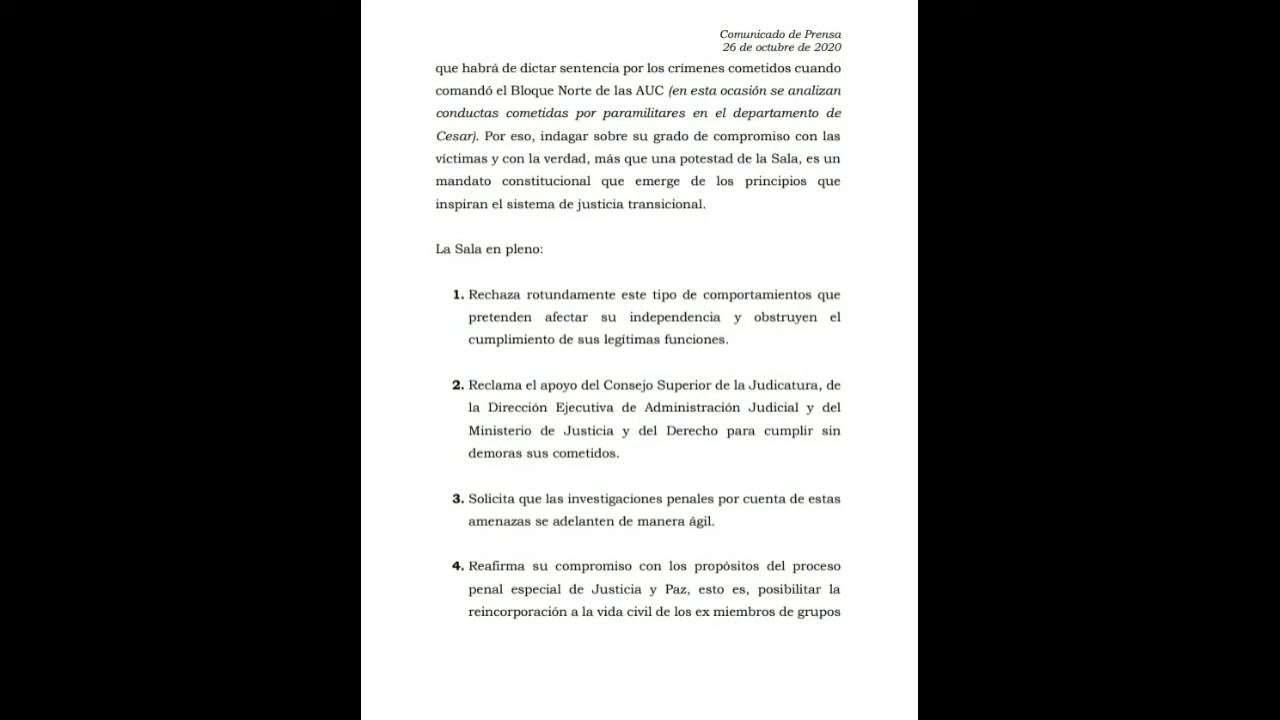 Comunicado de Prensa
26 de octubre de 2020
que habrá de dictar sentencia por los crímenes cometidos cuando
comandó el Bloque Norte de las AUC (en esta ocasión se analizan
conductas cometidas por paramilitares en el departamento de
Cesar). Por eso, indagar sobre su grado de compromiso con las
víctimas y con la verdad, más que una potestad de la Sala, es un
mandato constitucional que emerge de los principios que
inspiran el sistema de justicia transicional.
La Sala en pleno:
1. Rechaza rotundamente este tipo de comportamientos que
pretenden afectar su independencia y obstruyen el
cumplimiento de sus legítimas funciones.
2. Reclama el apoyo del Consejo Superior de la Judicatura, de
la Dirección Ejecutiva de Administración Judicial y del
Ministerio de Justicia y del Derecho para cumplir sin
demoras sus cometidos.
3. Solicita que las investigaciones penales por cuenta de estas
amenazas se adelanten de manera ágil.
4. Reafirma su compromiso con los propósitos del proceso
penal especial de Justicia y Paz, esto es, posibilitar la
reincorporación a la vida civil de los ex miembros de grupos